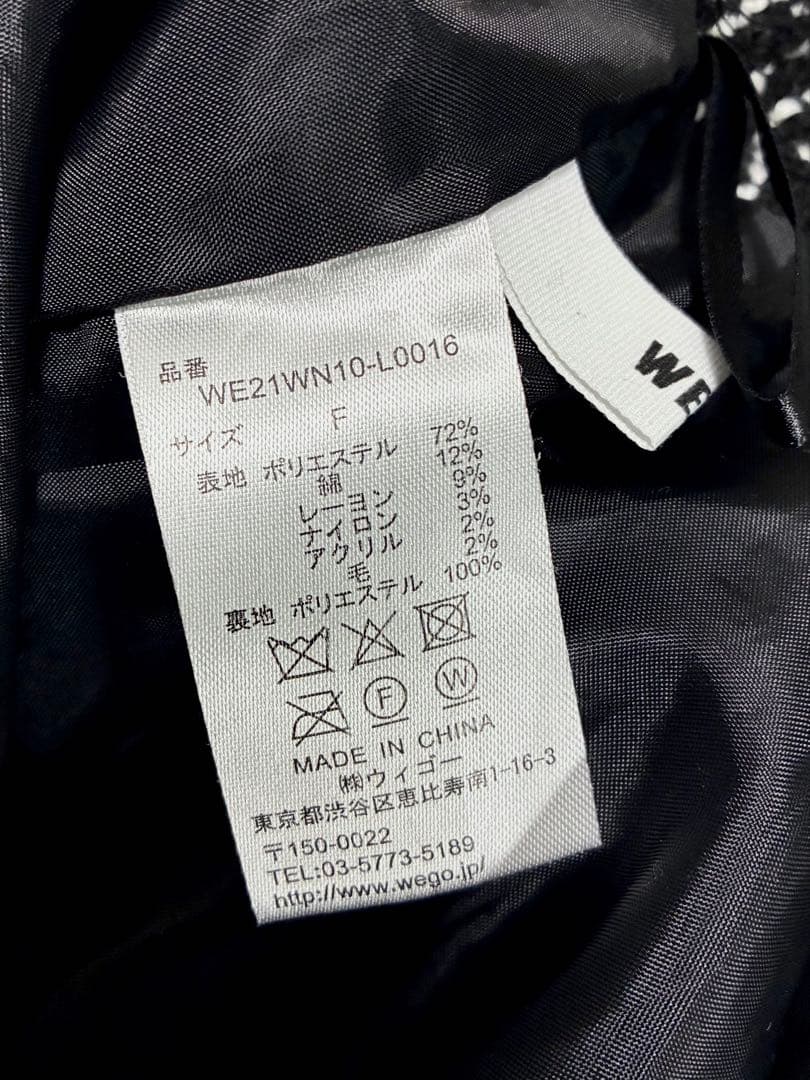 品番 WE21WN10-L0016
サイズ F
表地 ポリエステル 72%
綿 12%
レーヨン 9%
ナイロン 3%
アクリル 2%
毛 2%
裏地 ポリエステル 100%
F W
MADE IN CHINA
㈱ウィゴー
東京都渋谷区恵比寿南1-16-3
〒150-0022
TEL:03-5773-5189
http://www.wego.jp/
WE